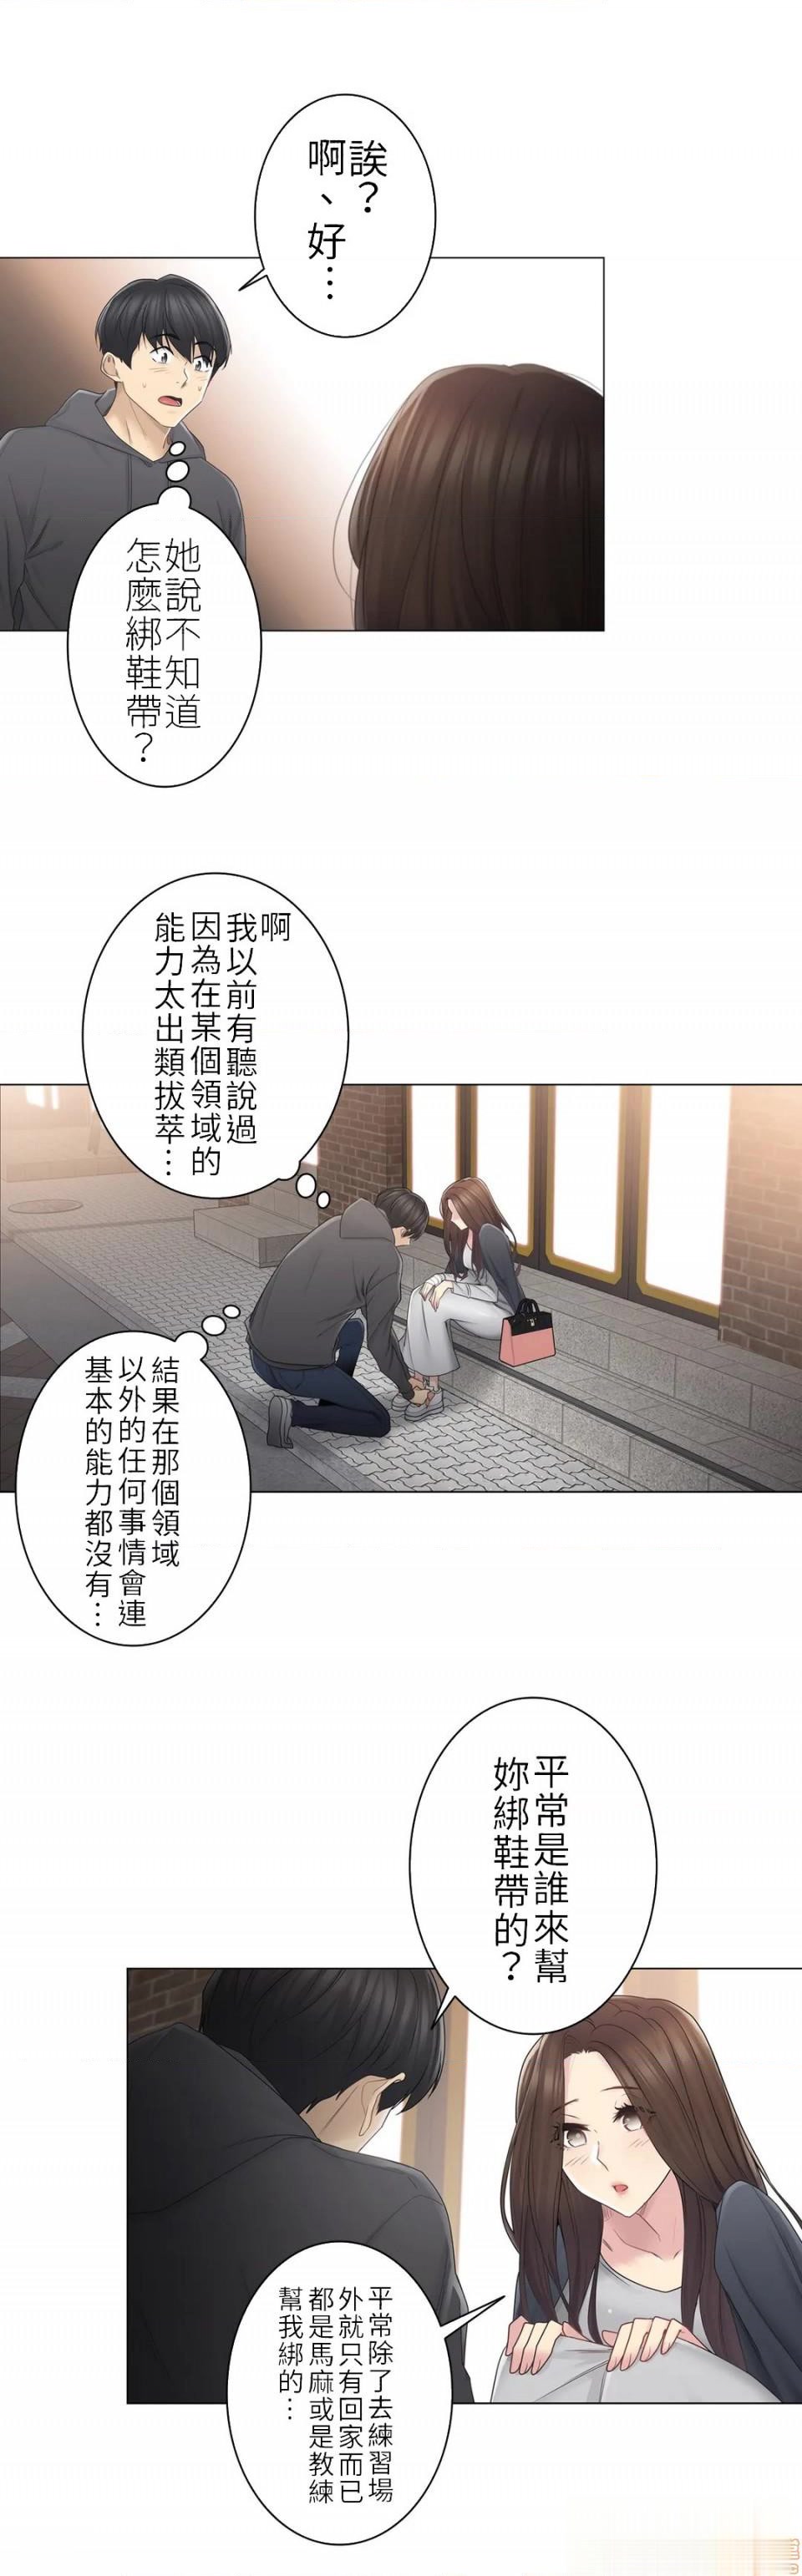 誒？
啊、好…
她說不知道
怎麼綁鞋帶？
啊
我以前有聽說過
因為在某個領域的
能力太出類拔萃…
結果在那個領域
以外的任何事情會連
基本的能力都沒有…
平常是誰來幫
妳綁鞋帶的？
平常除了去練習場
外就只有回家而已
都是馬麻或是教練
幫我綁的…